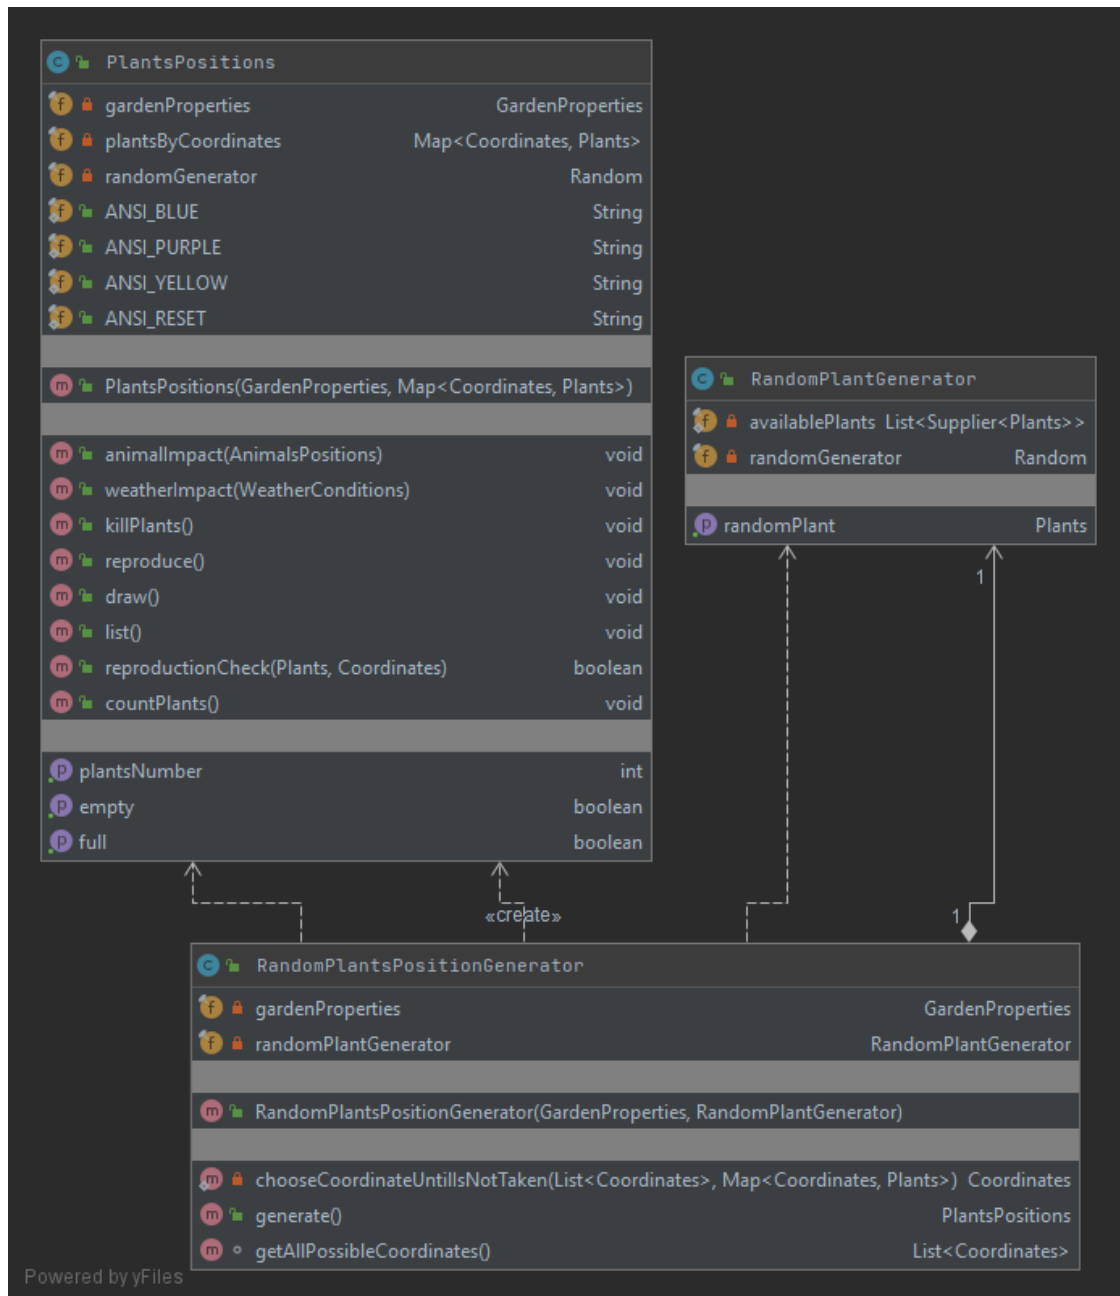 PlantsPositions
gardenProperties GardenProperties
plantsByCoordinates Map<Coordinates, Plants>
randomGenerator Random
ANSI_BLUE String
ANSI_PURPLE String
ANSI_YELLOW String
ANSI_RESET String
PlantsPositions(GardenProperties, Map<Coordinates, Plants>)
animalImpact(AnimalsPositions) void
weatherImpact(WeatherConditions) void
killPlants() void
reproduce() void
draw() void
list() void
reproductionCheck(Plants, Coordinates) boolean
countPlants() void
plantsNumber int
empty boolean
full boolean
RandomPlantGenerator
availablePlants List<Supplier<Plants>>
randomGenerator Random
randomPlant Plants
1
«create»
1
RandomPlantsPositionGenerator
gardenProperties GardenProperties
randomPlantGenerator RandomPlantGenerator
RandomPlantsPositionGenerator(GardenProperties, RandomPlantGenerator)
chooseCoordinateUntilIsNotTaken(List<Coordinates>, Map<Coordinates, Plants>) Coordinates
generate() PlantsPositions
getAllPossibleCoordinates() List<Coordinates>
Powered by yFiles